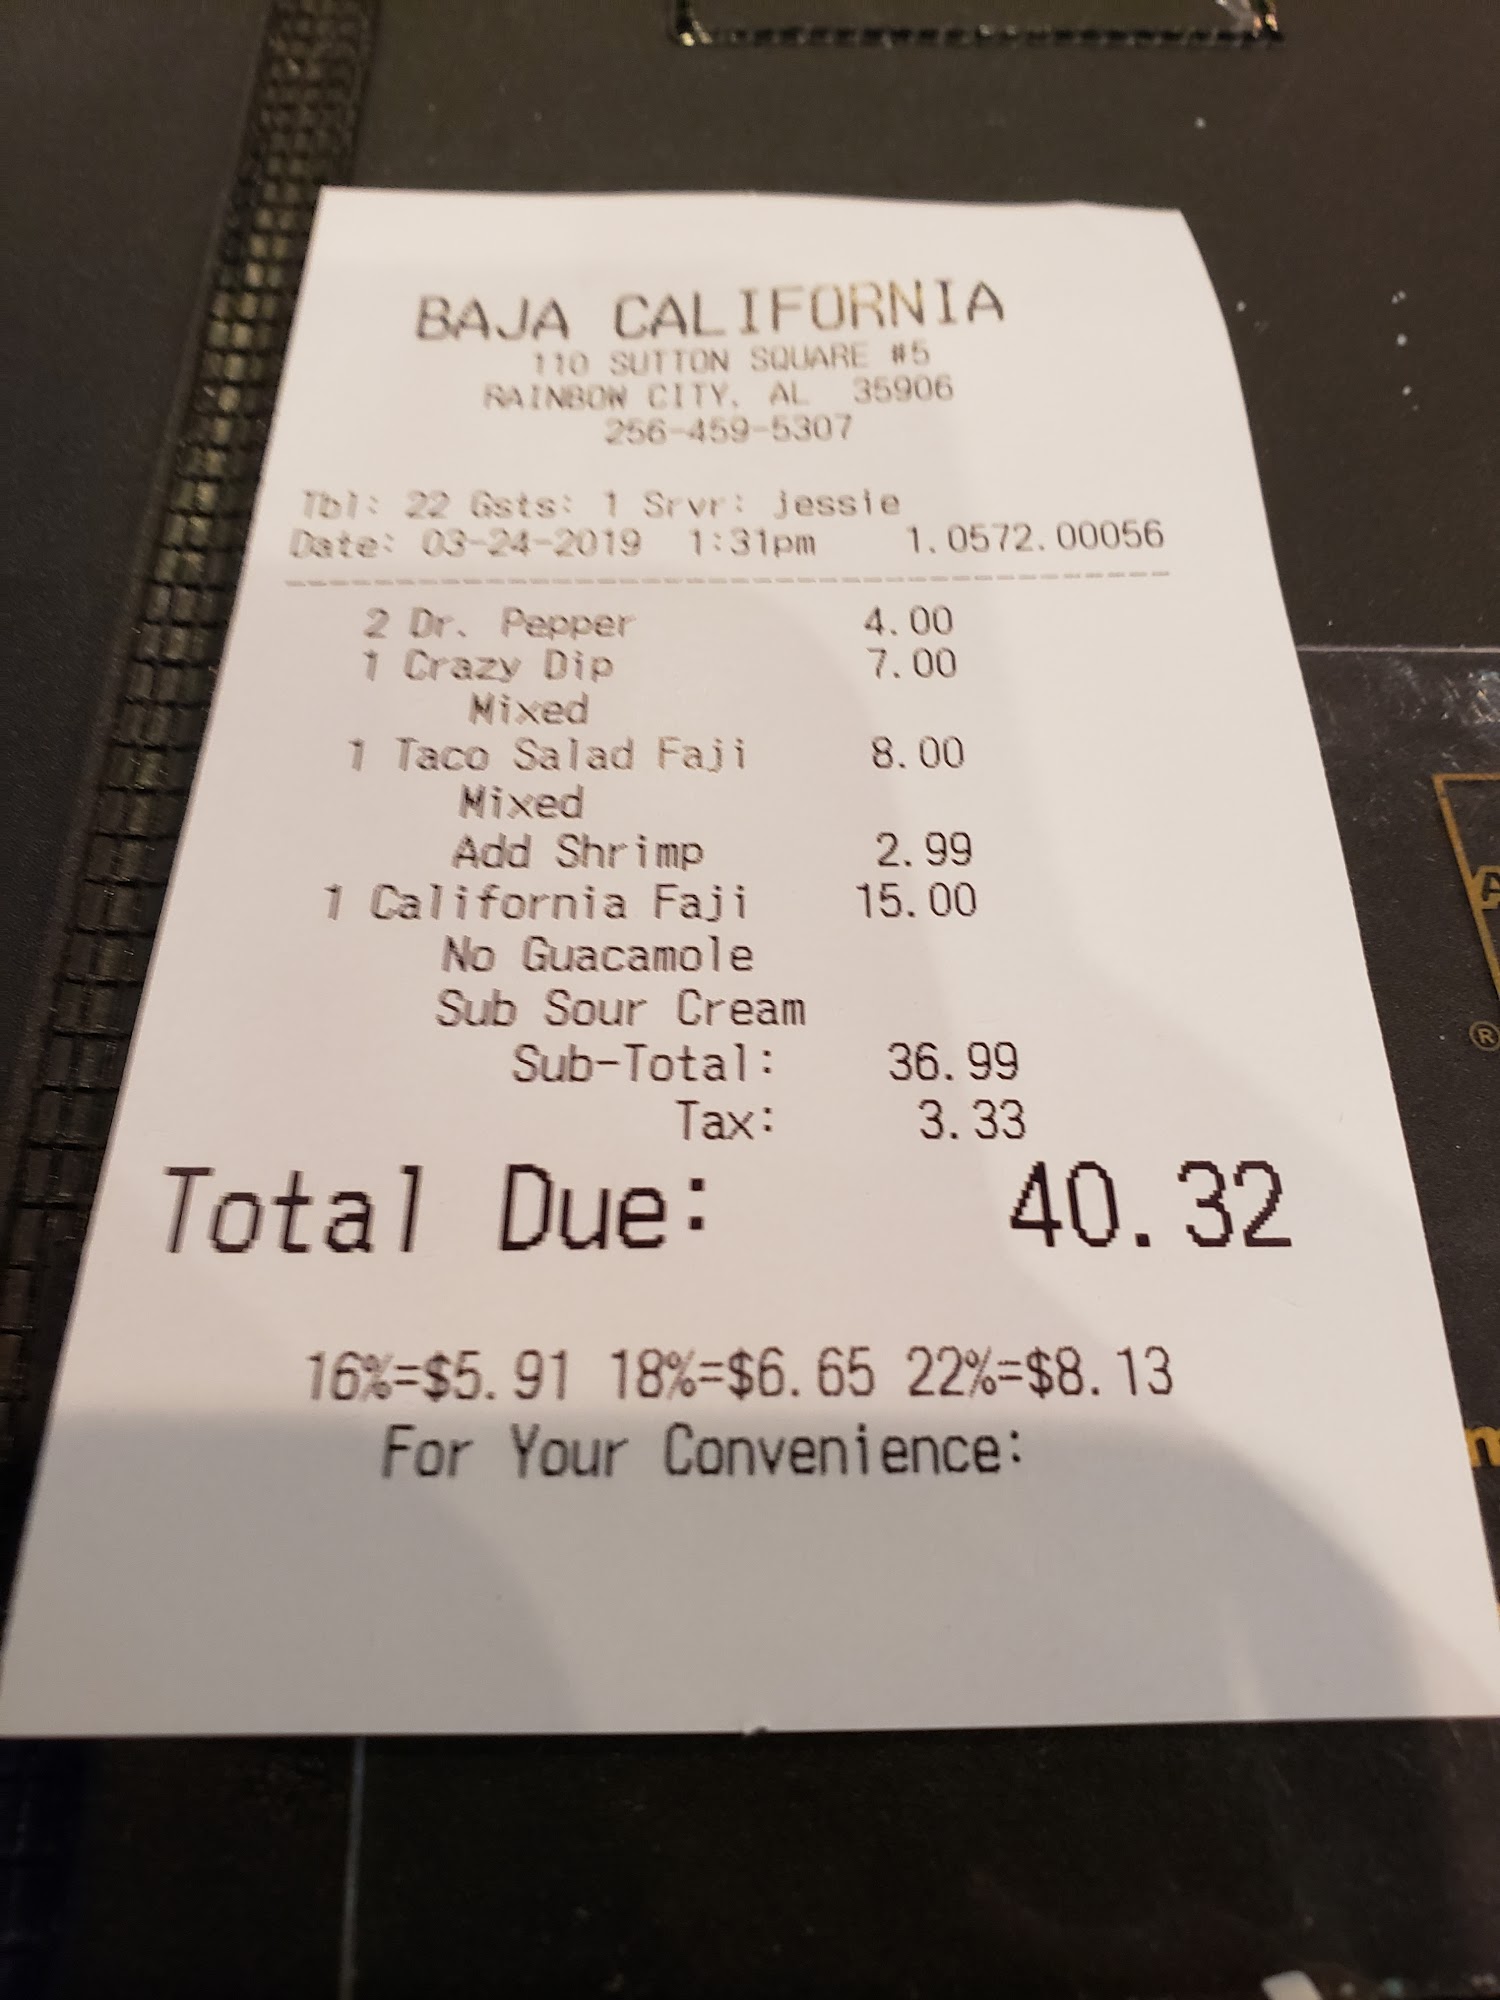 BAJA CALIFORNIA
110 SUTTON SQUARE #5
RAINBOW CITY, AL 35906
256-459-5307
Tbl: 22 Gsts: 1 Srvr: jessie
Date: 03-24-2019 1:31pm 1.0572.00056
2 Dr. Pepper 4.00
1 Crazy Dip 7.00
Mixed
1 Taco Salad Faji 8.00
Mixed
Add Shrimp 2.99
1 California Faji 15.00
No Guacamole
Sub Sour Cream
Sub-Total: 36.99
Tax: 3.33
Total Due: 40.32
16%=$5.91 18%=$6.65 22%=$8.13
For Your Convenience:
®